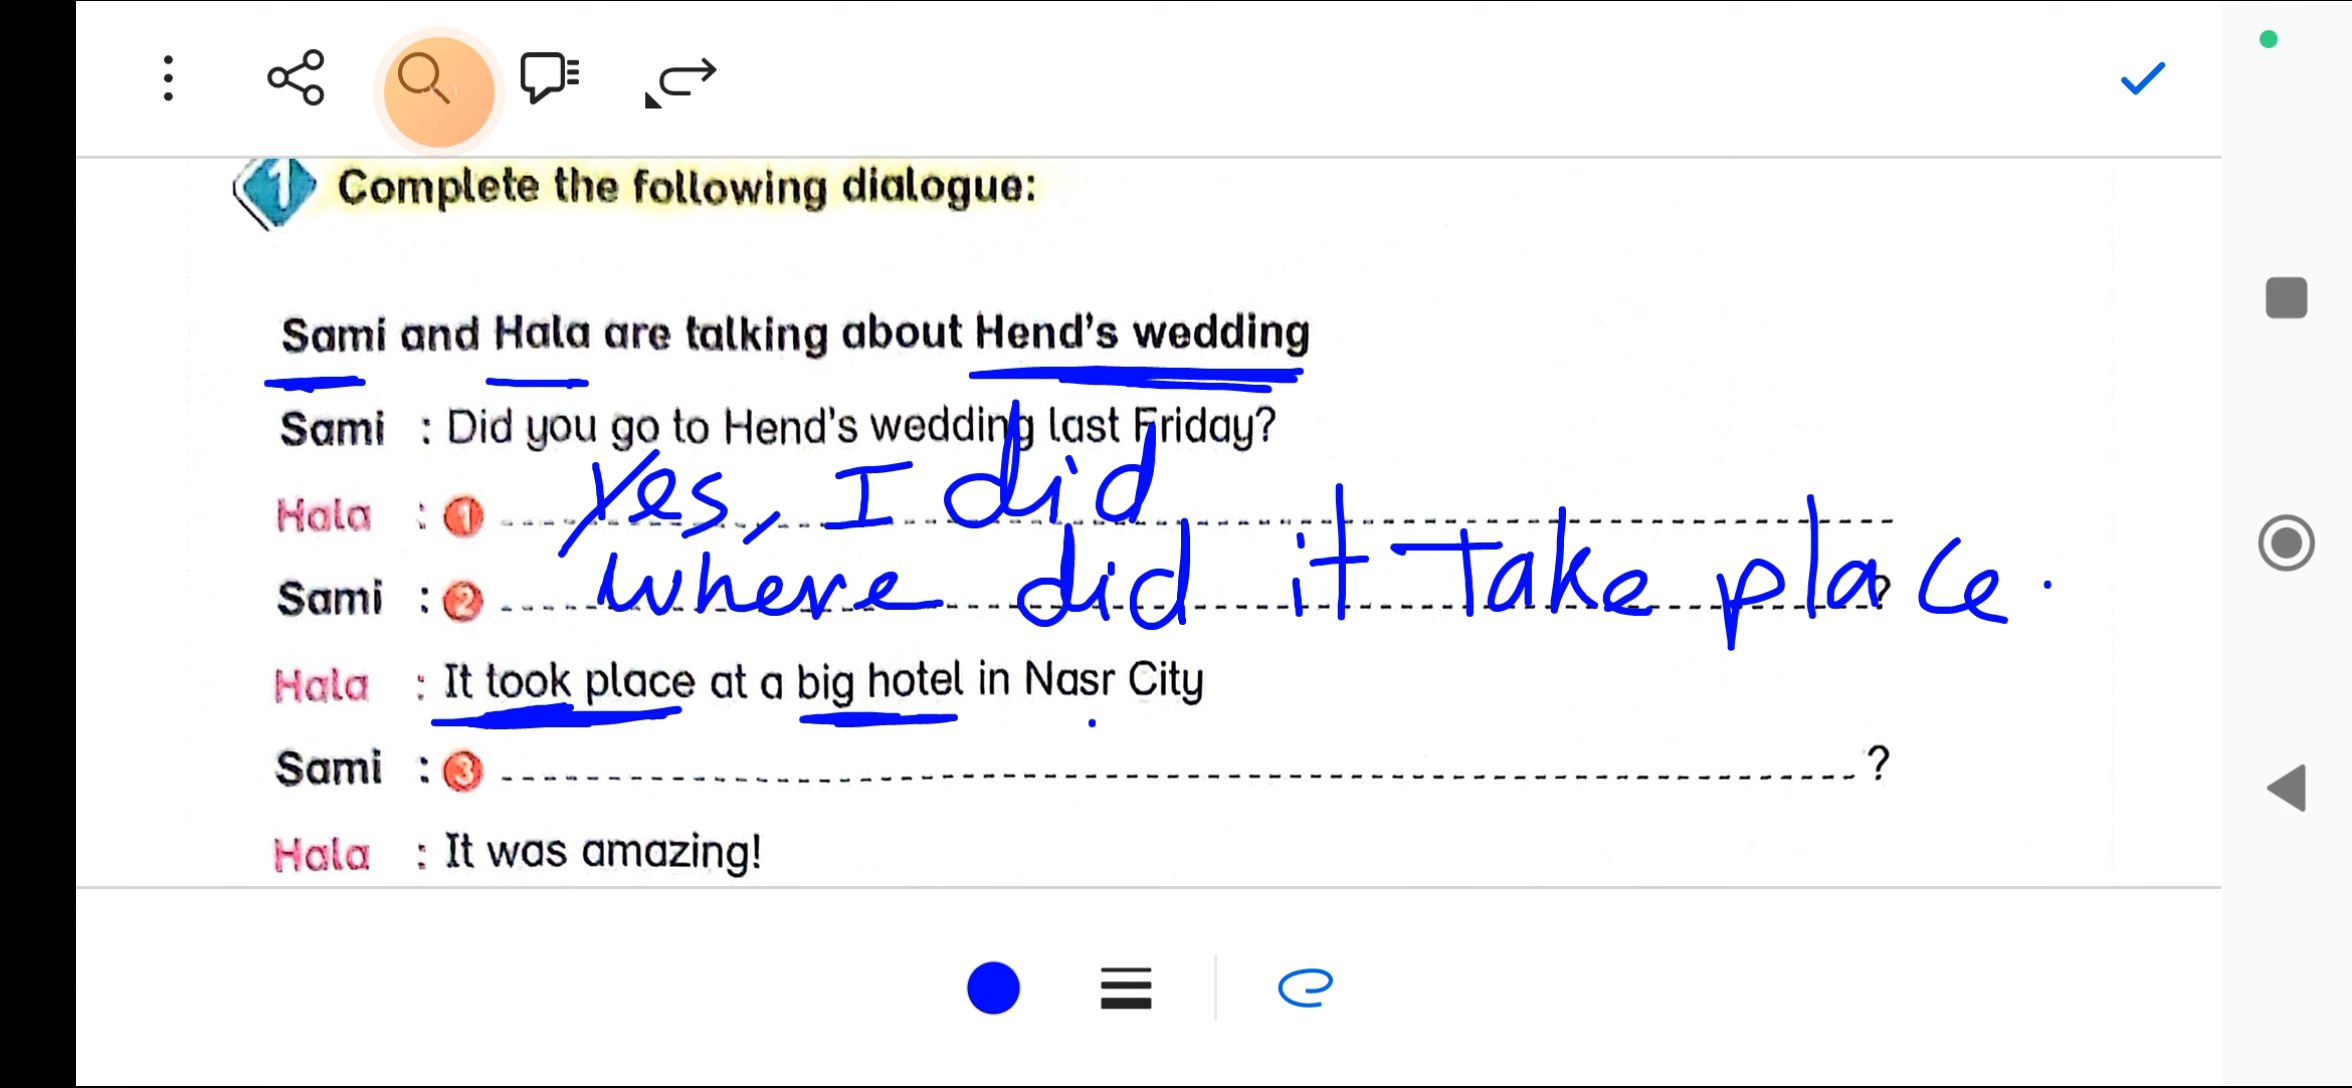 1 Complete the following dialogue:
Sami and Hala are talking about Hend's wedding
Sami : Did you go to Hend's wedding last Friday?
Hala : 1 Yes, I did
Sami : 2 where did it Take place. ?
Hala : It took place at a big hotel in Nasr City
Sami : 3 ?
Hala : It was amazing!